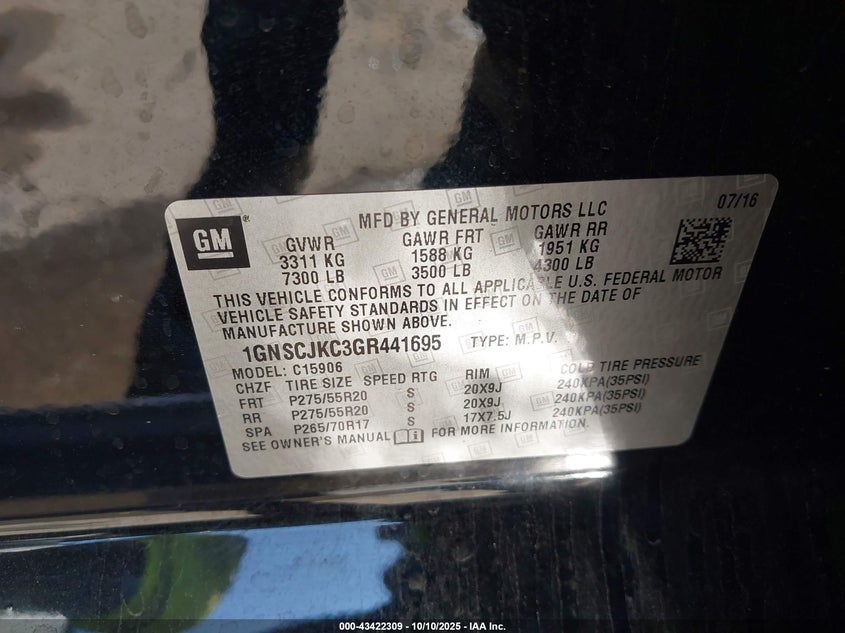 GM ®
MFD BY GENERAL MOTORS LLC
07/16
GVWR GAWR FRT GAWR RR
3311 KG 1588 KG 1951 KG
7300 LB 3500 LB 4300 LB
THIS VEHICLE CONFORMS TO ALL APPLICABLE U.S. FEDERAL MOTOR
VEHICLE SAFETY STANDARDS IN EFFECT ON THE DATE OF
MANUFACTURE SHOWN ABOVE.
1GNSCJKC3GR441695 TYPE: M.P.V.
MODEL: C15906
CHZF TIRE SIZE SPEED RTG RIM COLD TIRE PRESSURE
FRT P275/55R20 S 20X9J 240KPA(35PSI)
RR P275/55R20 S 20X9J 240KPA(35PSI)
SPA P265/70R17 S 17X7.5J 240KPA(35PSI)
SEE OWNER'S MANUAL FOR MORE INFORMATION.
000-43422309 - 10/10/2025 - IAA Inc.